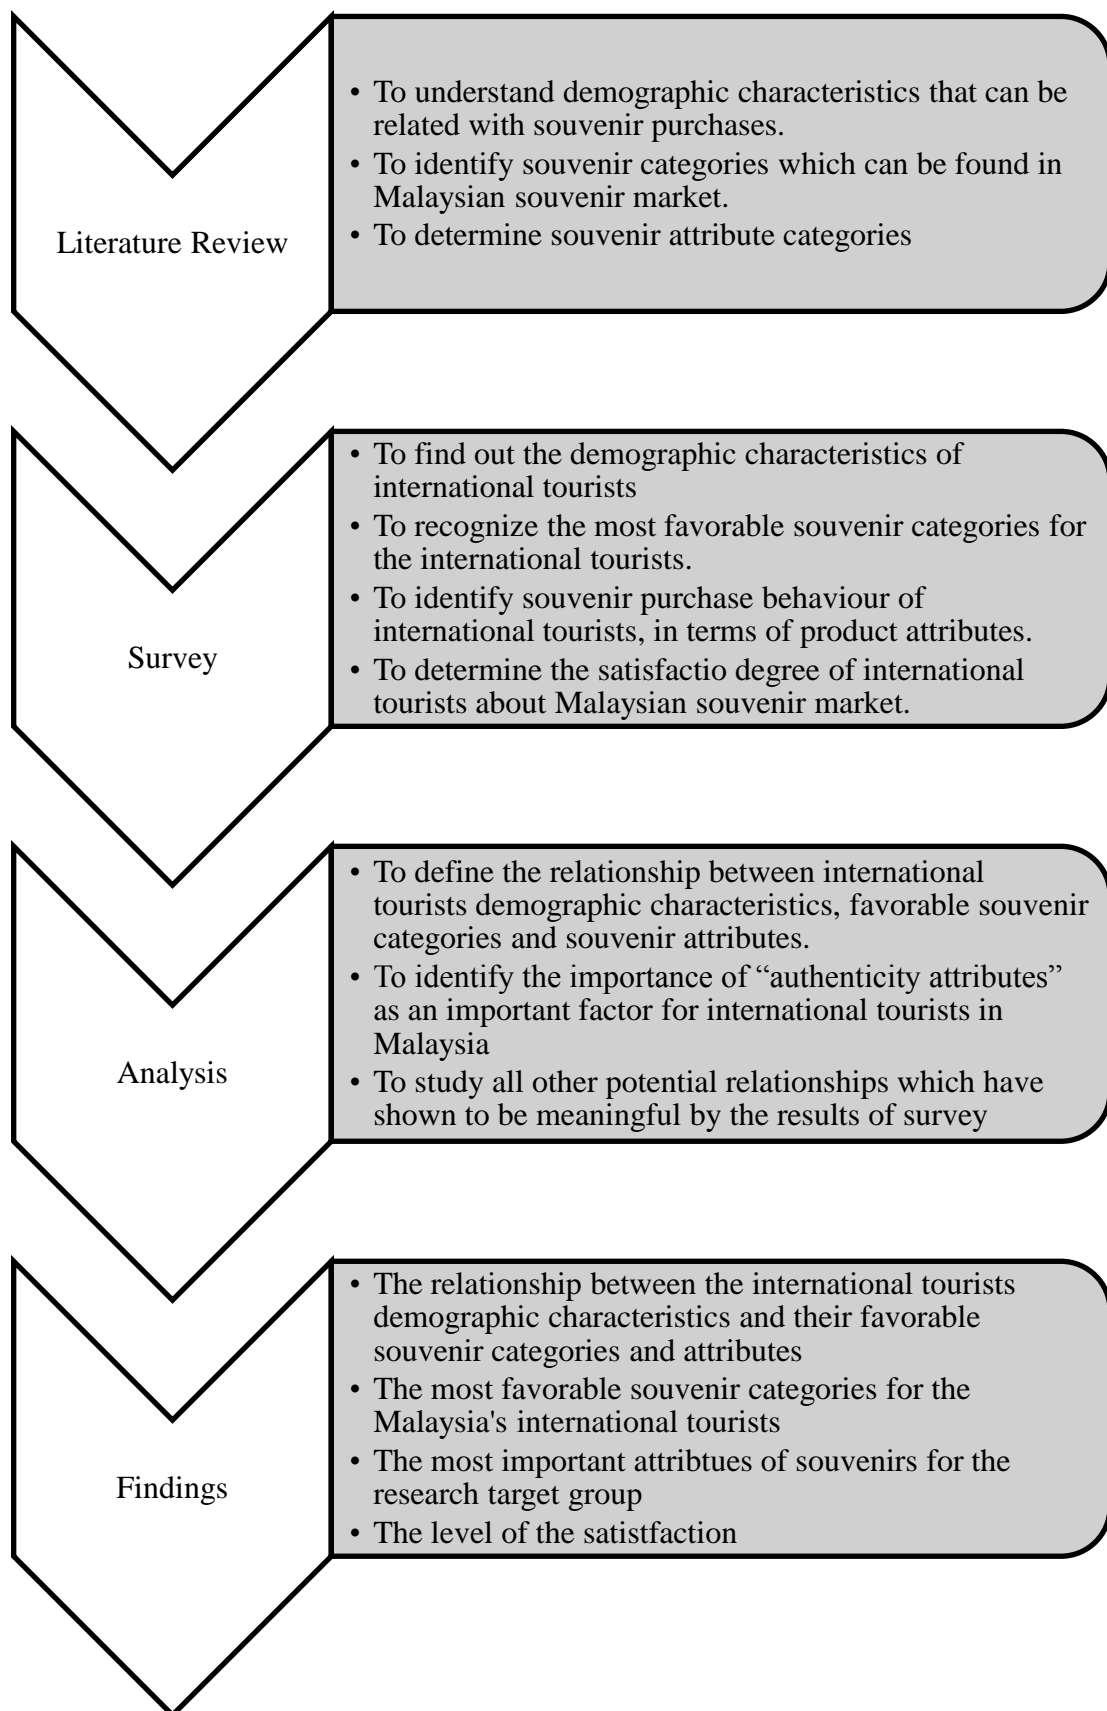 Literature Review
• To understand demographic characteristics that can be
related with souvenir purchases.
• To identify souvenir categories which can be found in
Malaysian souvenir market.
• To determine souvenir attribute categories
Survey
• To find out the demographic characteristics of
international tourists
• To recognize the most favorable souvenir categories for
the international tourists.
• To identify souvenir purchase behaviour of
international tourists, in terms of product attributes.
• To determine the satisfactio degree of international
tourists about Malaysian souvenir market.
Analysis
• To define the relationship between international
tourists demographic characteristics, favorable souvenir
categories and souvenir attributes.
• To identify the importance of “authenticity attributes”
as an important factor for international tourists in
Malaysia
• To study all other potential relationships which have
shown to be meaningful by the results of survey
Findings
• The relationship between the international tourists
demographic characteristics and their favorable
souvenir categories and attributes
• The most favorable souvenir categories for the
Malaysia's international tourists
• The most important attribtues of souvenirs for the
research target group
• The level of the satistfaction